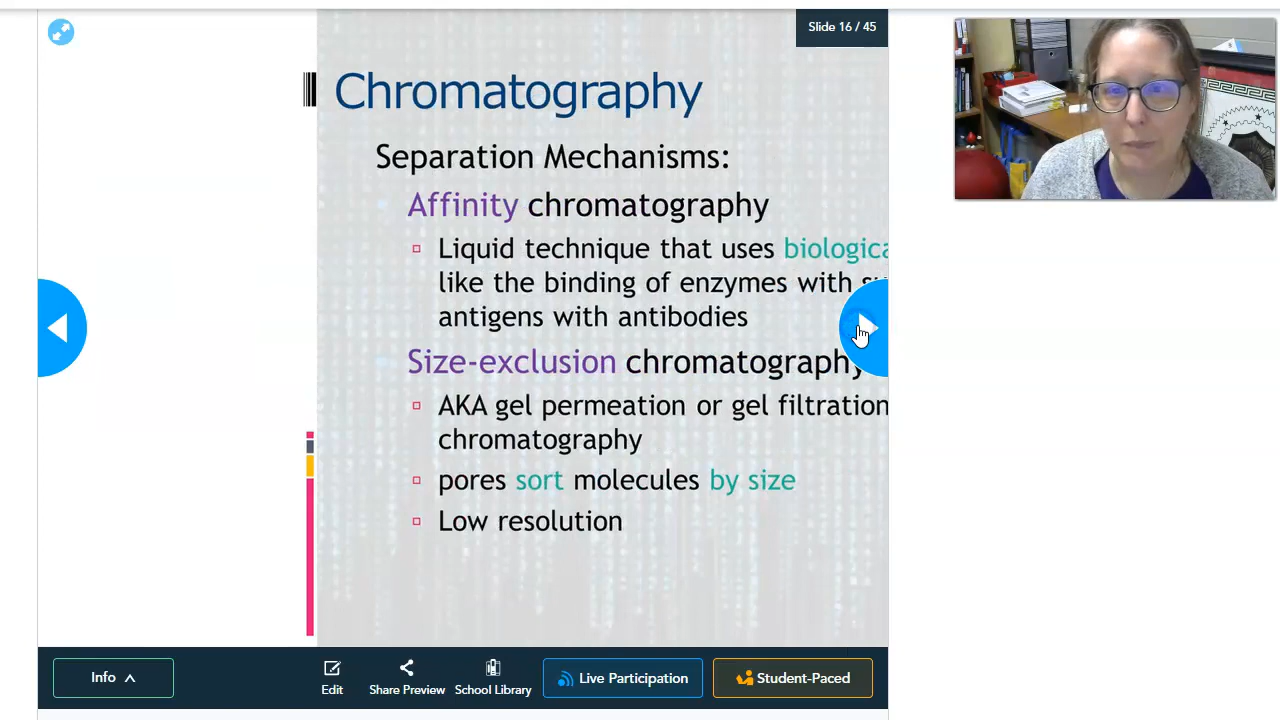 Slide 16 / 45
Chromatography
Separation Mechanisms:
Affinity chromatography
Liquid technique that uses
like the binding of enzymes with
antigens with antibodies
Size-exclusion chromatography
AKA gel permeation or gel filtration
chromatography
pores sort molecules by size
Low resolution
Info
Edit
Share Preview
School Library
Live Participation
Student-Paced